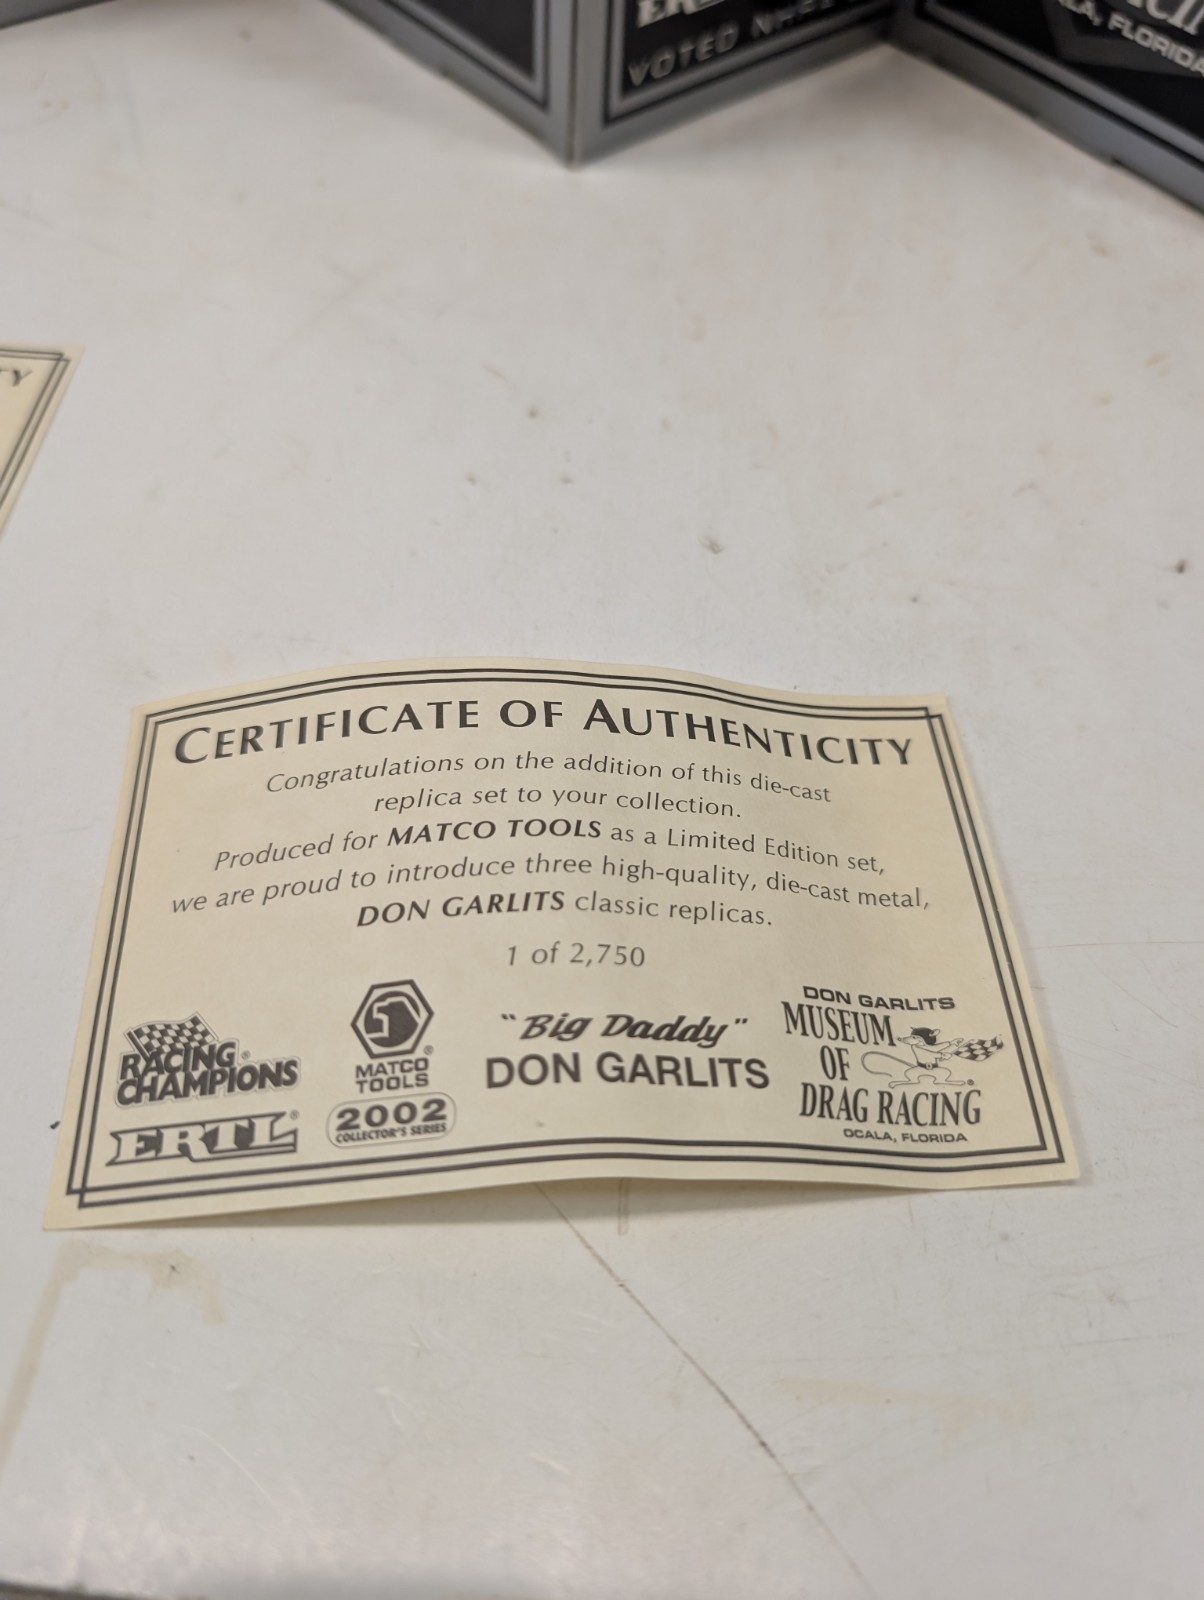 VOTED
FLORIDA
TY
CERTIFICATE OF AUTHENTICITY
Congratulations on the addition of this die-cast
replica set to your collection.
Produced for MATCO TOOLS as a Limited Edition set,
we are proud to introduce three high-quality, die-cast metal,
DON GARLITS classic replicas.
1 of 2,750
RACING®
CHAMPIONS
ERTL®
MATCO®
TOOLS
2002
COLLECTOR'S SERIES
"Big Daddy"
DON GARLITS
DON GARLITS
MUSEUM
OF
DRAG RACING®
OCALA, FLORIDA